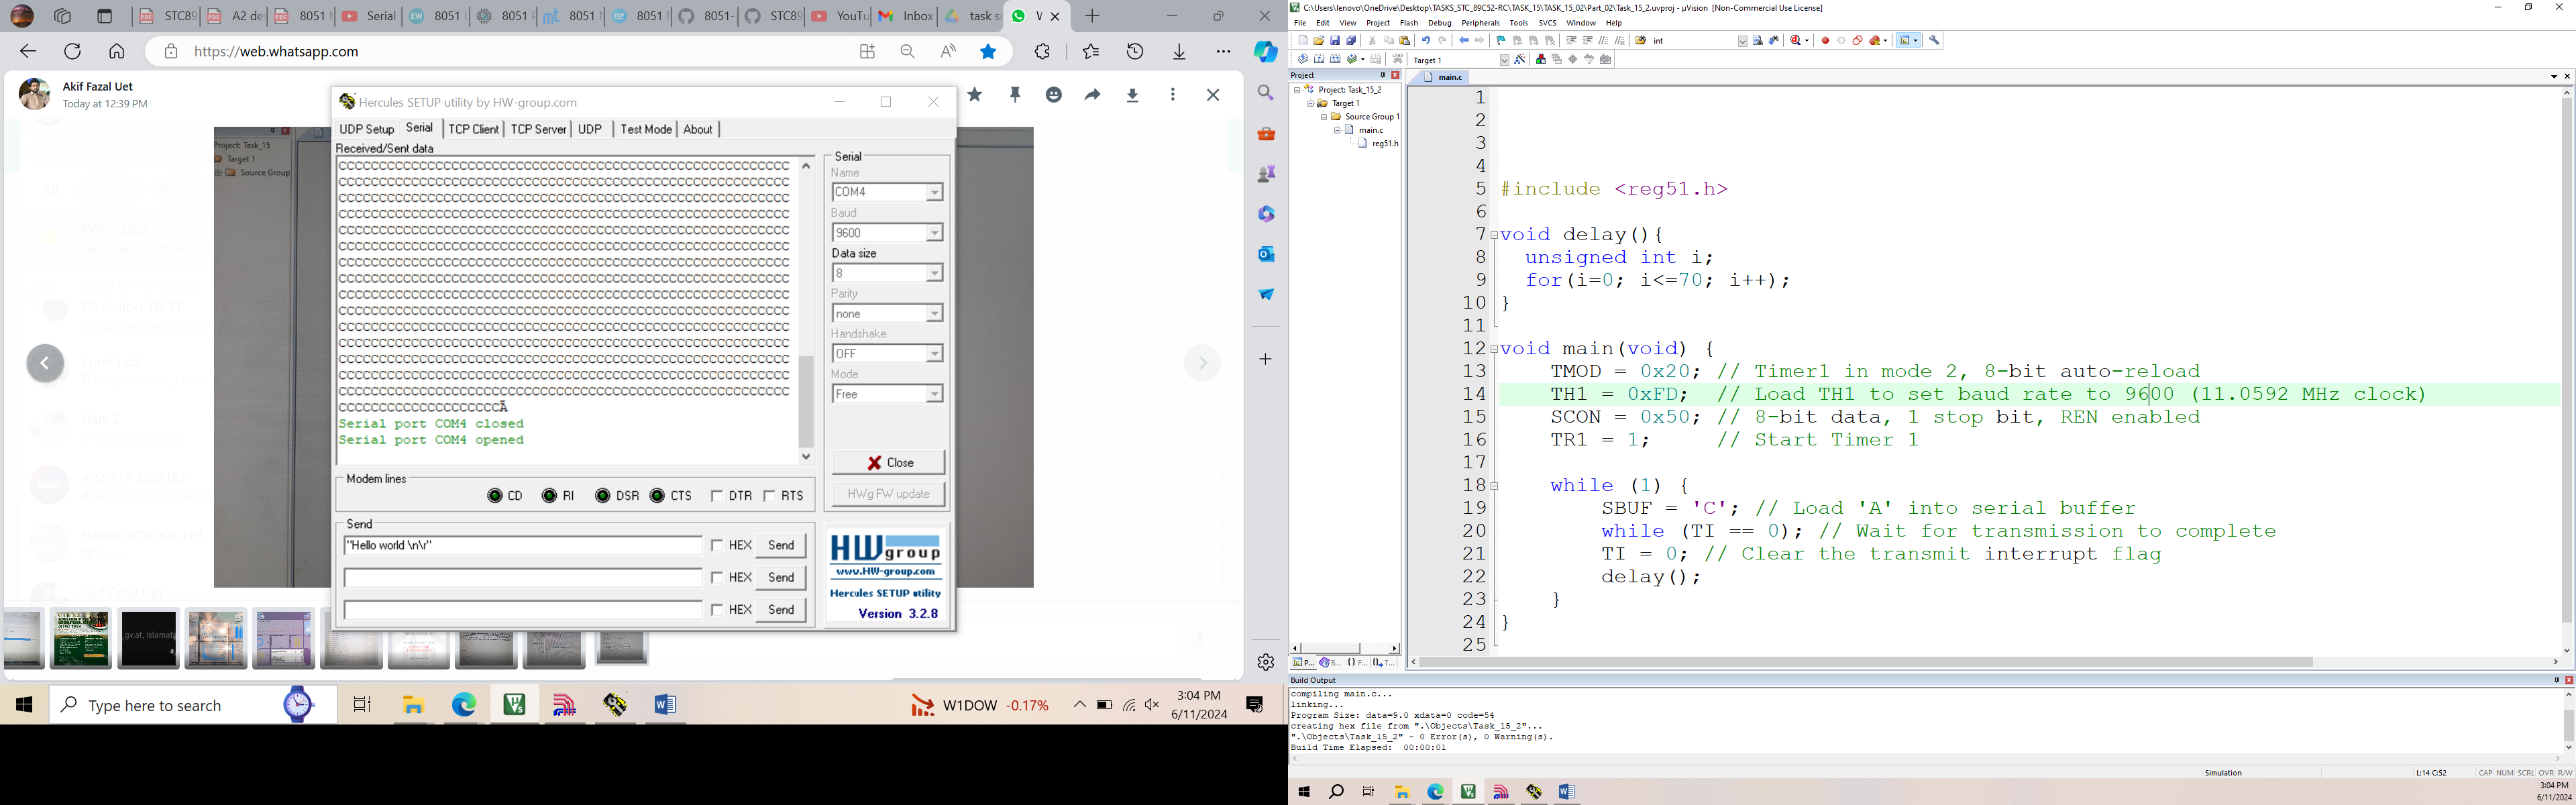 STC89
A2 de
8051 I
Serial
8051 U
8051 I
8051 N
8051 N
8051-
STC89
YouTu
Inbox
task s
https://web.whatsapp.com
Akif Fazal Uet
Today at 12:39 PM
Project: Task_15
Target 1
Source Group
Hercules SETUP utility by HW-group.com
UDP Setup Serial TCP Client TCP Server UDP Test Mode About
Received/Sent data
Serial port COM4 closed
Serial port COM4 opened
Serial
Name
COM4
Baud
9600
Data size
8
Parity
none
Handshake
OFF
Mode
Free
Close
HWg FW update
Modem lines
CD RI DSR CTS DTR RTS
Send
"Hello world \n\r"
HEX Send
HEX Send
HEX Send
HW group
www.HW-group.com
Hercules SETUP utility
Version 3.2.8
Type here to search
W1DOW -0.17%
3:04 PM
6/11/2024
C:\Users\lenovo\OneDrive\Desktop\TASKS_STC_89C52-RC\TASK_15\TASK_15_02\Part_02\Task_15_2.uvproj - µVision [Non-Commercial Use License]
File Edit View Project Flash Debug Peripherals Tools SVCS Window Help
int
Target 1
Project
Project: Task_15_2
Target 1
Source Group 1
main.c
reg51.h
main.c
1
2
3
4
5 #include <reg51.h>
6
7 void delay(){
8 unsigned int i;
9 for(i=0; i<=70; i++);
10 }
11
12 void main(void) {
13 TMOD = 0x20; // Timer1 in mode 2, 8-bit auto-reload
14 TH1 = 0xFD; // Load TH1 to set baud rate to 9600 (11.0592 MHz clock)
15 SCON = 0x50; // 8-bit data, 1 stop bit, REN enabled
16 TR1 = 1; // Start Timer 1
17
18 while (1) {
19 SBUF = 'C'; // Load 'A' into serial buffer
20 while (TI == 0); // Wait for transmission to complete
21 TI = 0; // Clear the transmit interrupt flag
22 delay();
23 }
24 }
25
P... B... {} F... T...
Build Output
compiling main.c...
linking...
Program Size: data=9.0 xdata=0 code=54
creating hex file from ".\Objects\Task_15_2"...
".\Objects\Task_15_2" - 0 Error(s), 0 Warning(s).
Build Time Elapsed: 00:00:01
Simulation
L:14 C:52
CAP NUM SCRL OVR R/W
3:04 PM
6/11/2024